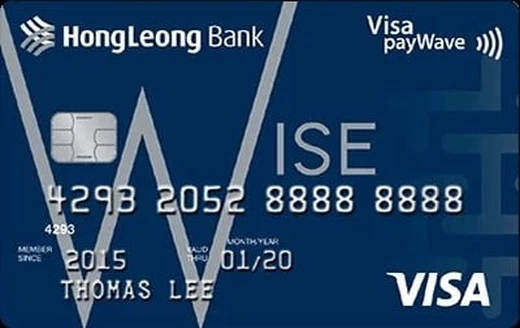 HongLeong Bank
Visa payWave
WISE
4293 2052 8888 8888
4293
MEMBER SINCE 2015 VALID THRU MONTH/YEAR 01/20
THOMAS LEE
VISA